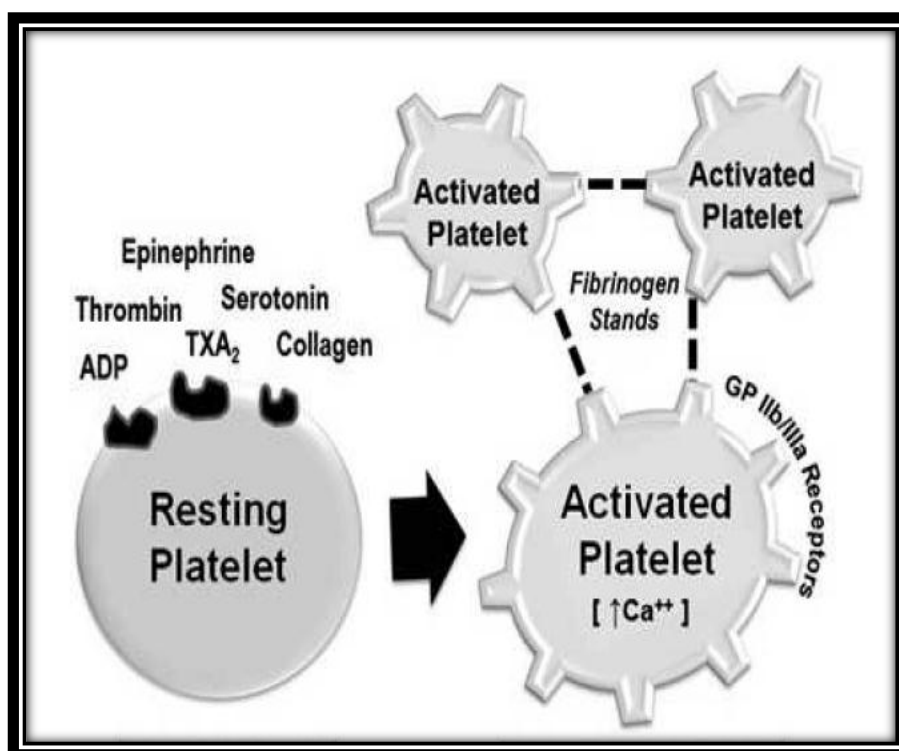 Epinephrine
Thrombin
Serotonin
ADP
TXA₂
Collagen
Resting
Platelet
Activated
Platelet
Activated
Platelet
Fibrinogen
Stands
GP IIb/IIIa Receptors
Activated
Platelet
[ ↑Ca⁺⁺ ]